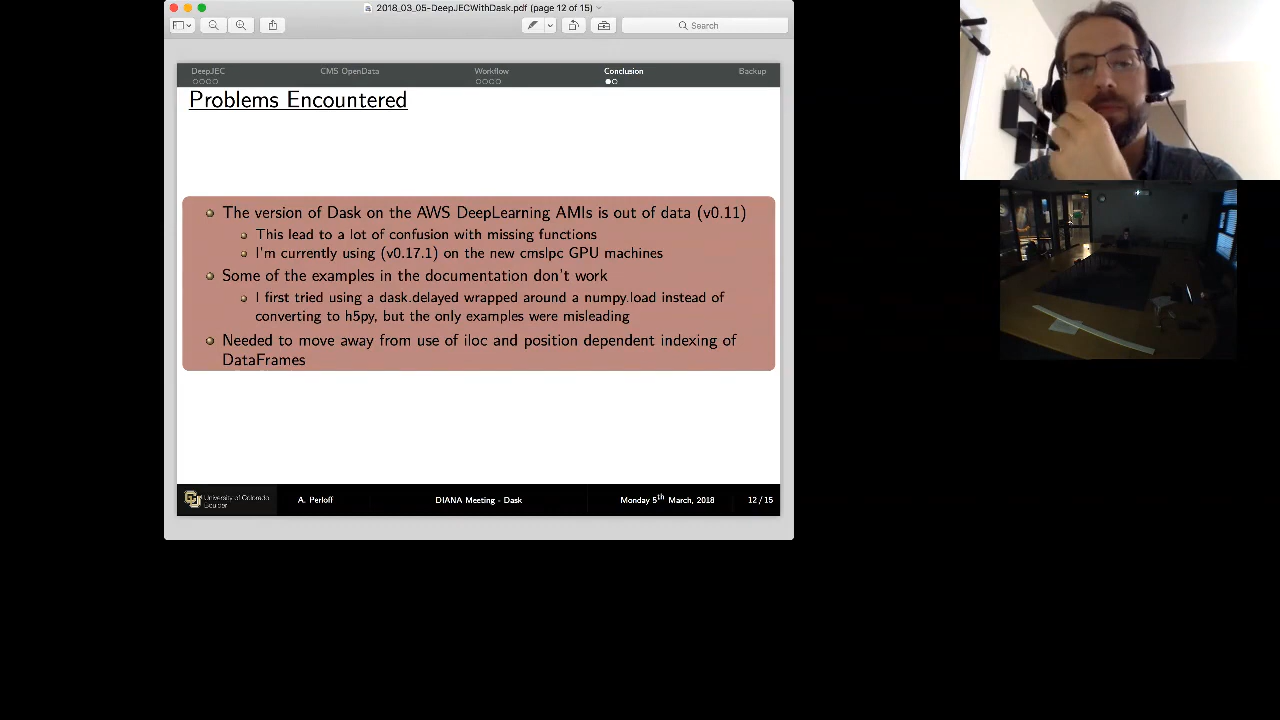 2018_03_05-DeepJECWithDask.pdf (page 12 of 15)
Search
DeepJEC CMS OpenData Workflow Conclusion Backup
Problems Encountered
The version of Dask on the AWS DeepLearning AMIs is out of data (v0.11)
This lead to a lot of confusion with missing functions
I'm currently using (v0.17.1) on the new cmslpc GPU machines
Some of the examples in the documentation don't work
I first tried using a dask.delayed wrapped around a numpy.load instead of
converting to h5py, but the only examples were misleading
Needed to move away from use of iloc and position dependent indexing of
DataFrames
University of Colorado
Boulder
A. Perloff DIANA Meeting - Dask Monday 5th March, 2018 12 / 15